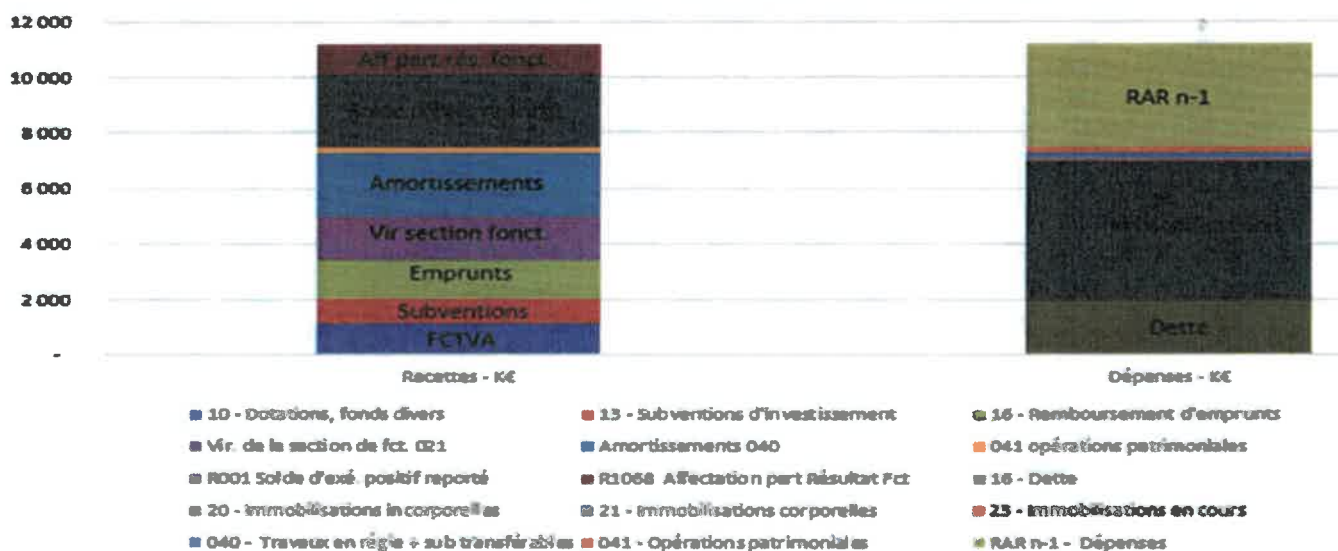 12 000
10 000
8 000
6 000
4 000
2 000
-
Aff part rés. fonct.
Amortissements
Vir section fonct.
Emprunts
Subventions
FCTVA
RAR n-1
Dette
Recettes - K€ Dépenses - K€
10 - Dotations, fonds divers 13 - Subventions d'investissement 16 - Remboursement d'emprunts
Vir. de la section de fct. 021 Amortissements 040 041 opérations patrimoniales
R001 Solde d'exé. positif reporté R1068 Affectation part Résultat Fct 16 - Dette
20 - Immobilisations incorporelles 21 - Immobilisations corporelles 23 - Immobilisations en cours
040 - Travaux en régie + sub transférables 041 - Opérations patrimoniales RAR n-1 - Dépenses